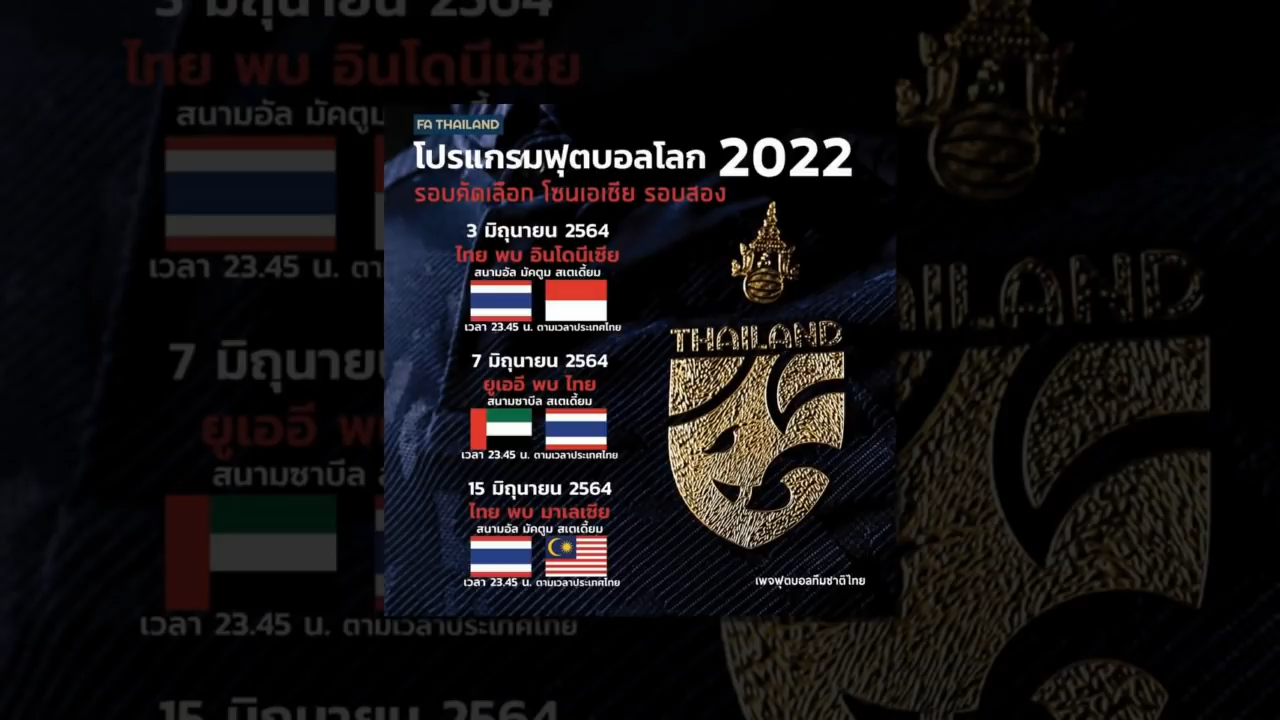 FA THAILAND
โปรแกรมฟุตบอลโลก 2022
รอบคัดเลือก โซนเอเชีย รอบสอง
3 มิถุนายน 2564
ไทย พบ อินโดนีเซีย
สนามอัล มัคตูม สเตเดี้ยม
เวลา 23.45 น. ตามเวลาประเทศไทย
7 มิถุนายน 2564
ยูเออี พบ ไทย
สนามซาบีล สเตเดี้ยม
เวลา 23.45 น. ตามเวลาประเทศไทย
15 มิถุนายน 2564
ไทย พบ มาเลเซีย
สนามอัล มัคตูม สเตเดี้ยม
เวลา 23.45 น. ตามเวลาประเทศไทย
THAILAND
เพจฟุตบอลทีมชาติไทย